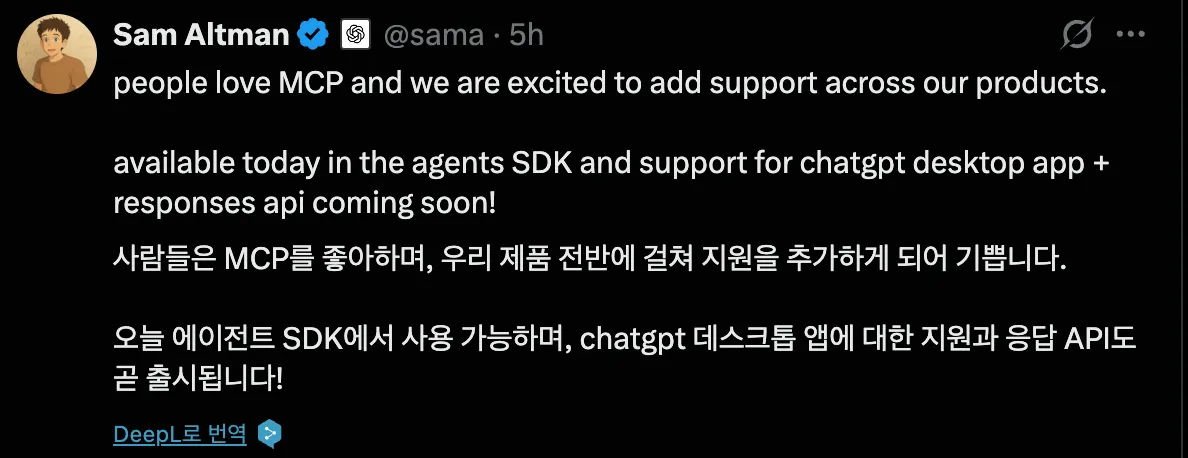 Sam Altman @sama · 5h
people love MCP and we are excited to add support across our products.
available today in the agents SDK and support for chatgpt desktop app +
responses api coming soon!
사람들은 MCP를 좋아하며, 우리 제품 전반에 걸쳐 지원을 추가하게 되어 기쁩니다.
오늘 에이전트 SDK에서 사용 가능하며, chatgpt 데스크톱 앱에 대한 지원과 응답 API도
곧 출시됩니다!
DeepL로 번역